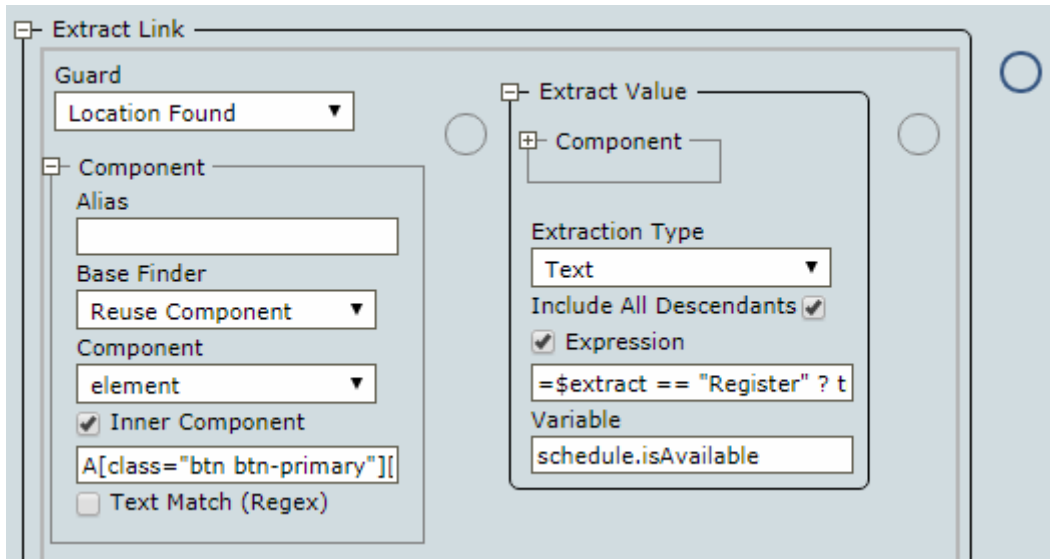 Extract Link
Guard
Location Found
Component
Alias
Base Finder
Reuse Component
Component
element
Inner Component
A[class="btn btn-primary"][
Text Match (Regex)
Extract Value
Component
Extraction Type
Text
Include All Descendants
Expression
=$extract == "Register" ? t
Variable
schedule.isAvailable